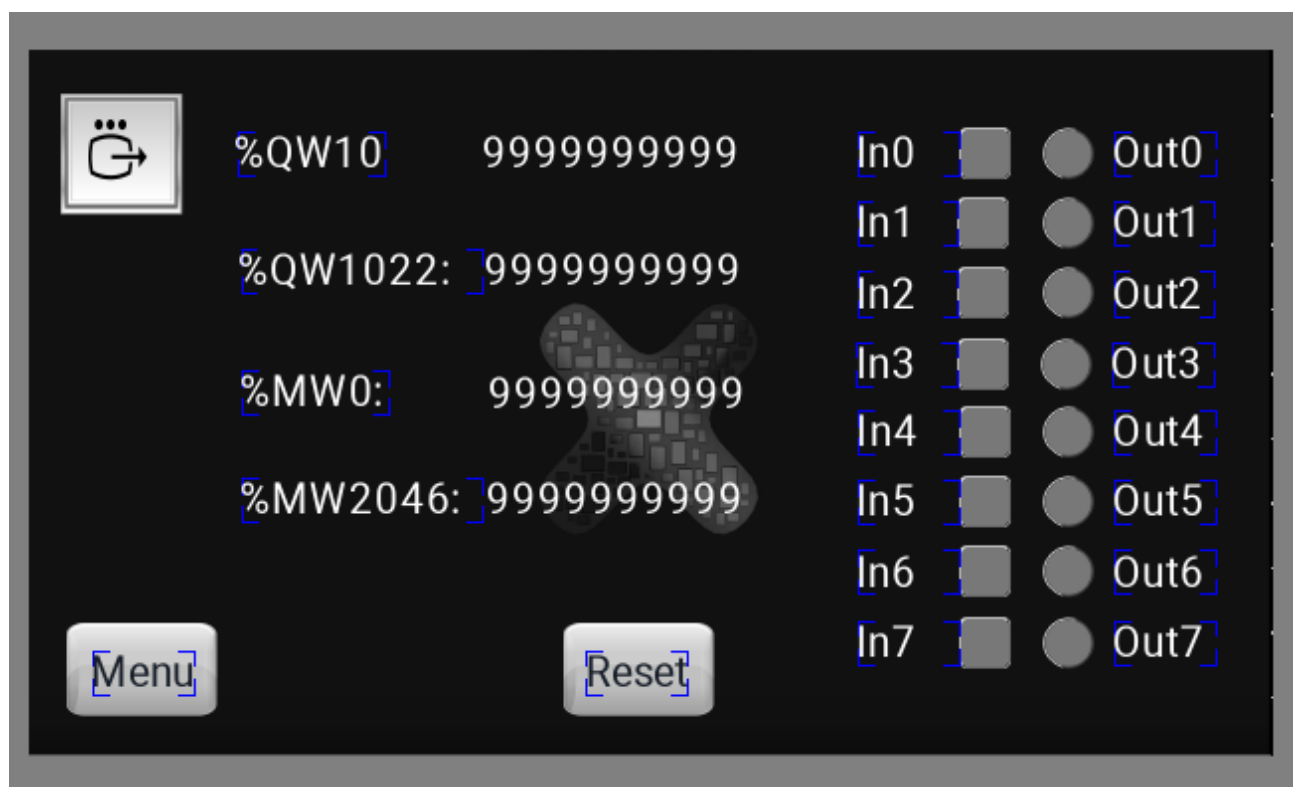 %QW10 9999999999 In0 Out0
In1 Out1
%QW1022: 9999999999
In2 Out2
%MW0: 9999999999
In3 Out3
In4 Out4
%MW2046: 9999999999
In5 Out5
In6 Out6
In7 Out7
Menu Reset